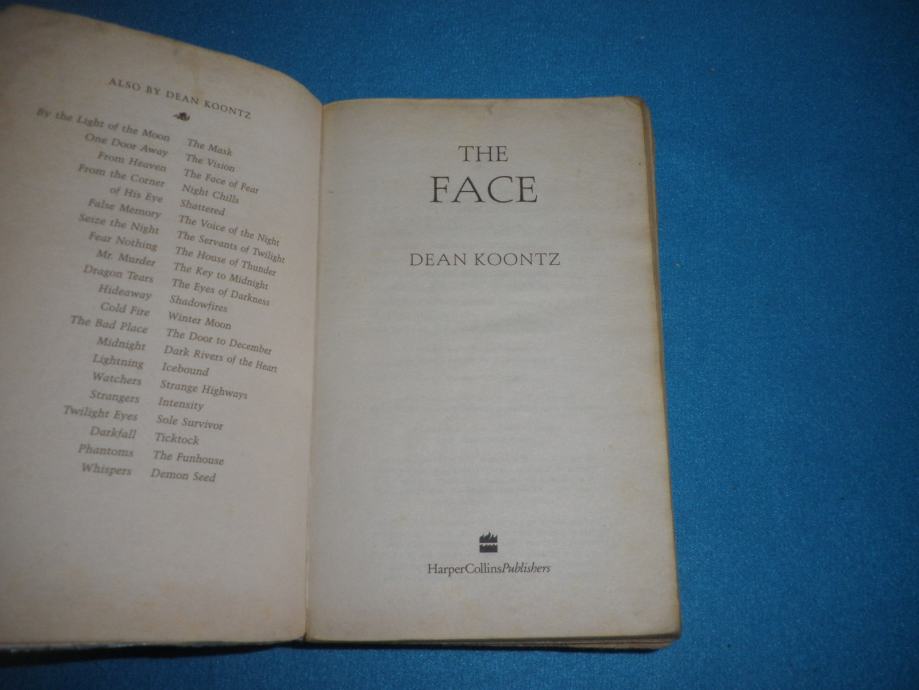 ALSO BY DEAN KOONTZ
By the Light of the Moon
One Door Away
From Heaven
From the Corner
of His Eye
False Memory
Seize the Night
Fear Nothing
Mr. Murder
Dragon Tears
Hideaway
Cold Fire
The Bad Place
Midnight
Lightning
Watchers
Strangers
Twilight Eyes
Darkfall
Phantoms
Whispers
The Mask
The Vision
The Face of Fear
Night Chills
Shattered
The Voice of the Night
The Servants of Twilight
The House of Thunder
The Key to Midnight
The Eyes of Darkness
Shadowfires
Winter Moon
The Door to December
Dark Rivers of the Heart
Icebound
Strange Highways
Intensity
Sole Survivor
Ticktock
The Funhouse
Demon Seed
THE
FACE
DEAN KOONTZ
HarperCollinsPublishers